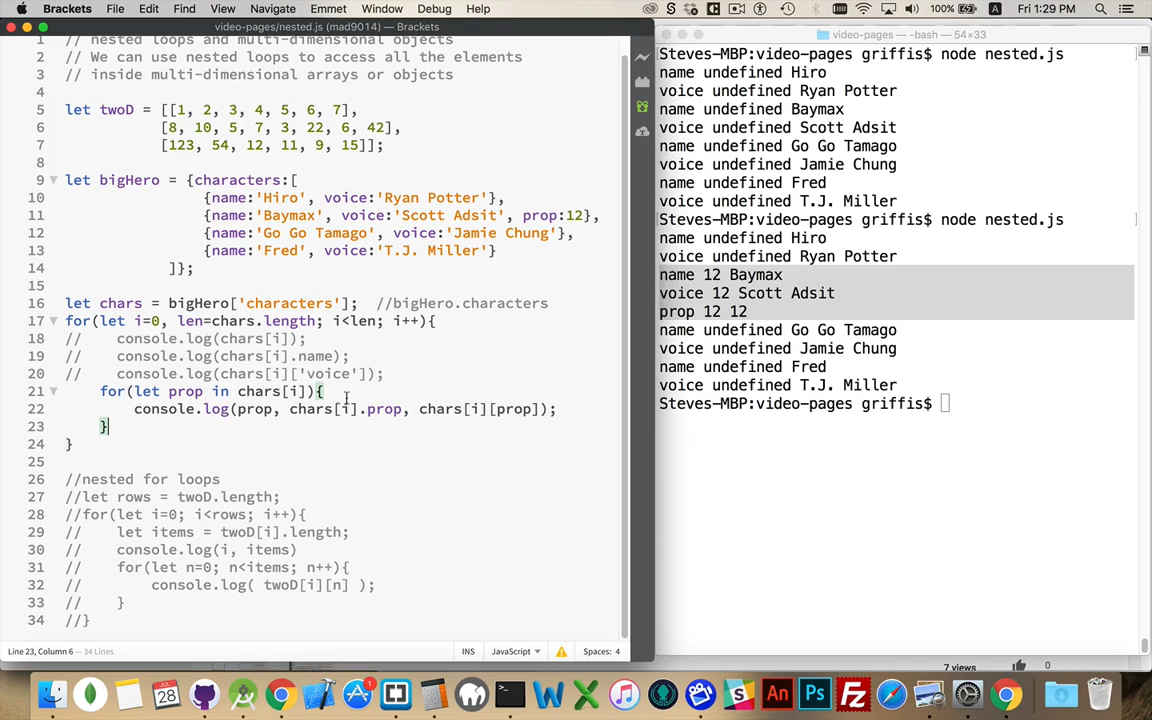 Brackets File Edit Find View Navigate Emmet Window Debug Help 100% Fri 1:29 PM
video-pages/nested.js (mad9014) — Brackets
1 // nested loops and multi-dimensional objects
2 // We can use nested loops to access all the elements
3 // inside multi-dimensional arrays or objects
4
5 let twoD = [[1, 2, 3, 4, 5, 6, 7],
6 [8, 10, 5, 7, 3, 22, 6, 42],
7 [123, 54, 12, 11, 9, 15]];
8
9 let bigHero = {characters:[
10 {name:'Hiro', voice:'Ryan Potter'},
11 {name:'Baymax', voice:'Scott Adsit', prop:12},
12 {name:'Go Go Tamago', voice:'Jamie Chung'},
13 {name:'Fred', voice:'T.J. Miller'}
14 ]};
15
16 let chars = bigHero['characters']; //bigHero.characters
17 for(let i=0, len=chars.length; i<len; i++){
18 // console.log(chars[i]);
19 // console.log(chars[i].name);
20 // console.log(chars[i]['voice']);
21 for(let prop in chars[i]){
22 console.log(prop, chars[i].prop, chars[i][prop]);
23 }
24 }
25
26 //nested for loops
27 //let rows = twoD.length;
28 //for(let i=0; i<rows; i++){
29 // let items = twoD[i].length;
30 // console.log(i, items)
31 // for(let n=0; n<items; n++){
32 // console.log( twoD[i][n] );
33 // }
34 //}
Line 23, Column 6 — 34 Lines
INS JavaScript Spaces: 4
video-pages — -bash — 54×33
Steves-MBP:video-pages griffis$ node nested.js
name undefined Hiro
voice undefined Ryan Potter
name undefined Baymax
voice undefined Scott Adsit
name undefined Go Go Tamago
voice undefined Jamie Chung
name undefined Fred
voice undefined T.J. Miller
Steves-MBP:video-pages griffis$ node nested.js
name undefined Hiro
voice undefined Ryan Potter
name 12 Baymax
voice 12 Scott Adsit
prop 12 12
name undefined Go Go Tamago
voice undefined Jamie Chung
name undefined Fred
voice undefined T.J. Miller
Steves-MBP:video-pages griffis$
7 views 0
JUL
28
1
An Ps Fz